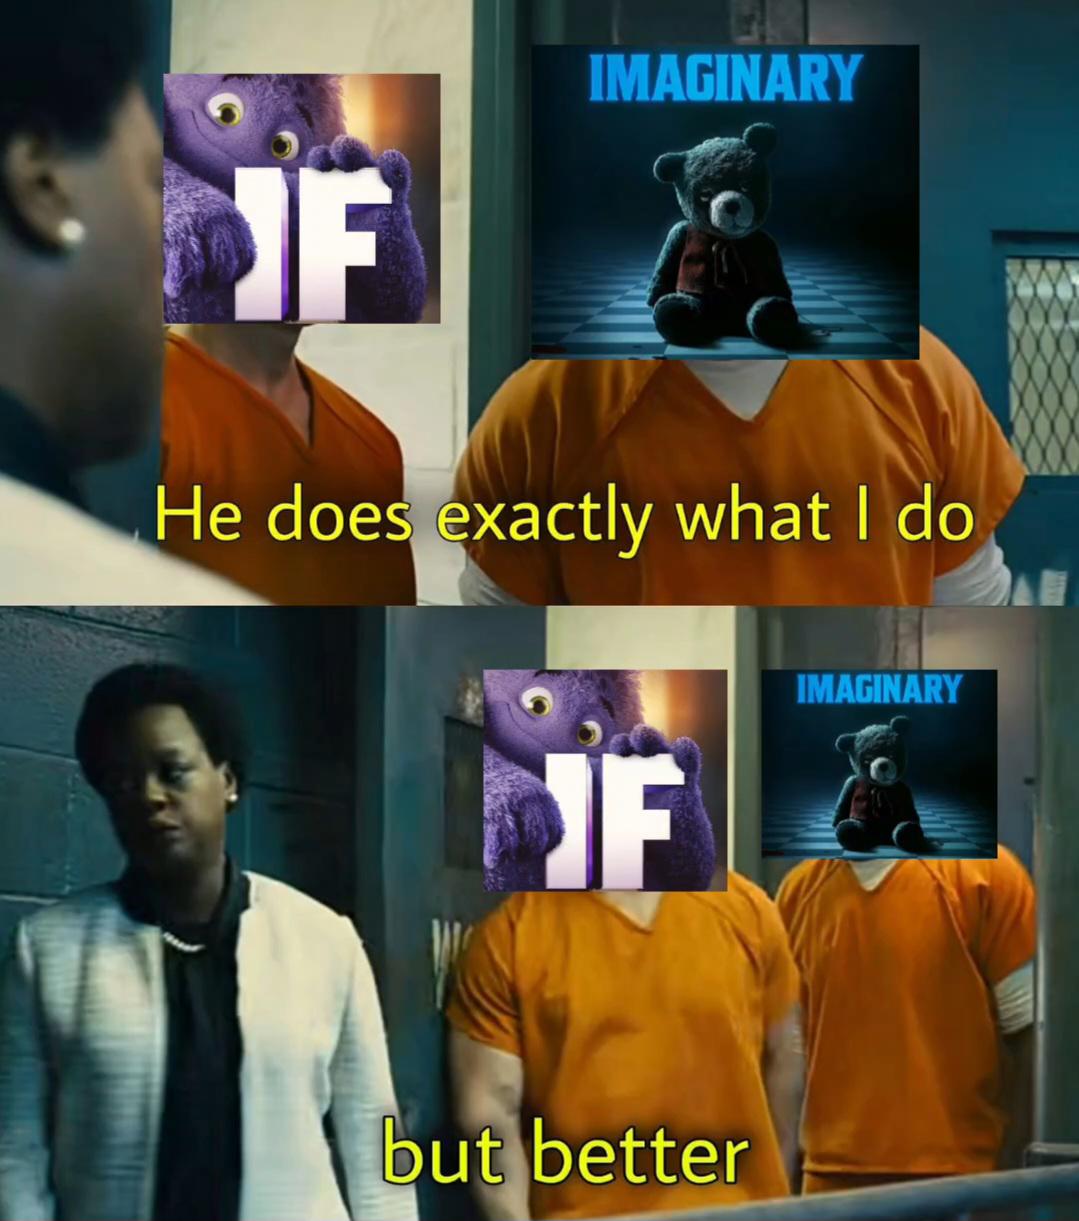 IMAGINARY
IF
He does exactly what I do
IMAGINARY
IF
but better